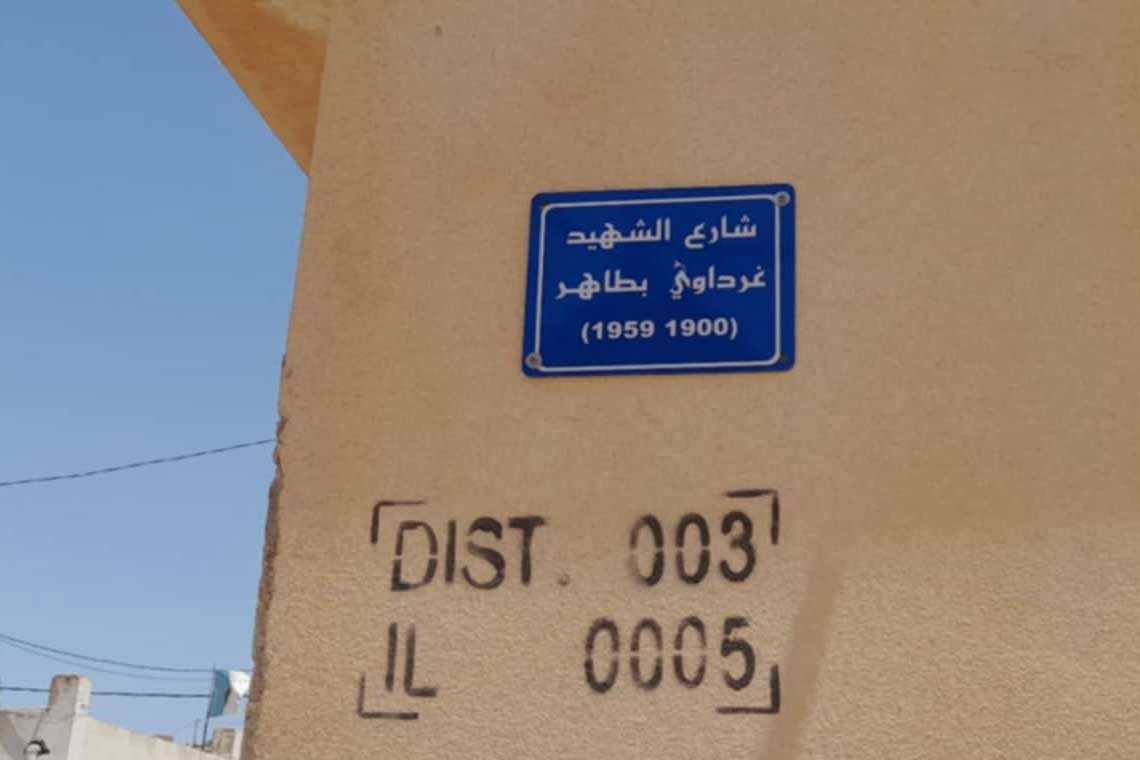 شارع الشهيد
غرداوي بطاهر
(1900 1959)
DIST. 003
IL 0005